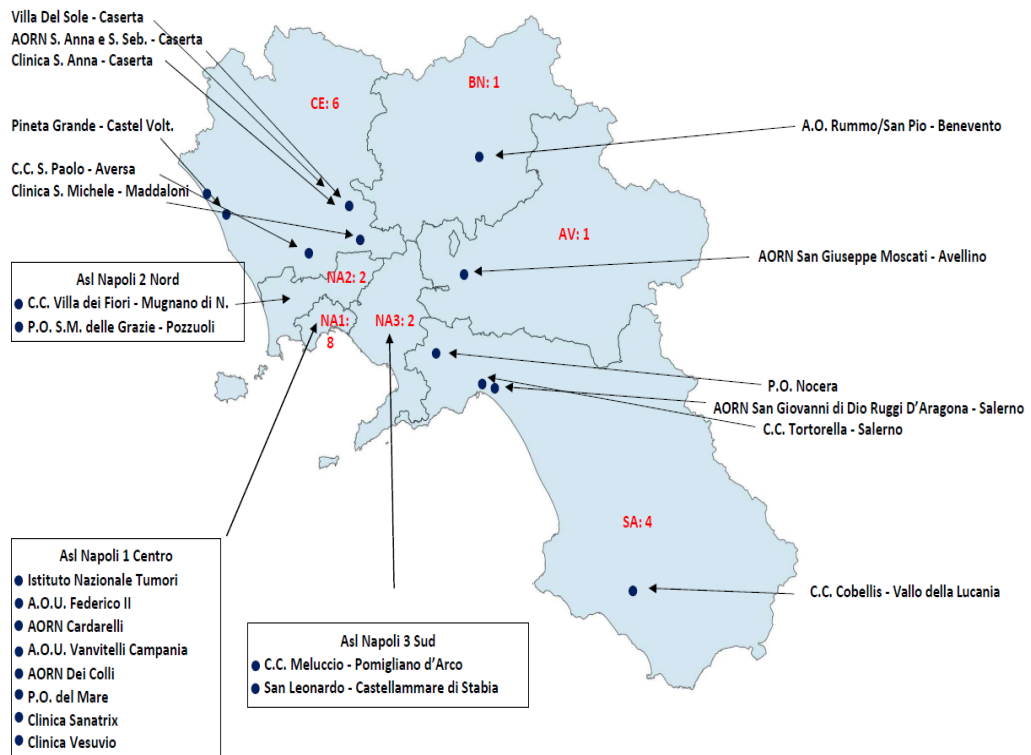 Villa Del Sole - Caserta
AORN S. Anna e S. Seb. - Caserta
Clinica S. Anna - Caserta
Pineta Grande - Castel Volt.
C.C. S. Paolo - Aversa
Clinica S. Michele - Maddaloni
CE: 6
BN: 1
A.O. Rummo/San Pio - Benevento
AV: 1
AORN San Giuseppe Moscati - Avellino
Asl Napoli 2 Nord
C.C. Villa dei Fiori - Mugnano di N.
P.O. S.M. delle Grazie - Pozzuoli
NA2: 2
NA1:
8
NA3: 2
P.O. Nocera
AORN San Giovanni di Dio Ruggi D'Aragona - Salerno
C.C. Tortorella - Salerno
SA: 4
C.C. Cobellis - Vallo della Lucania
Asl Napoli 1 Centro
Istituto Nazionale Tumori
A.O.U. Federico II
AORN Cardarelli
A.O.U. Vanvitelli Campania
AORN Dei Colli
P.O. del Mare
Clinica Sanatrix
Clinica Vesuvio
Asl Napoli 3 Sud
C.C. Meluccio - Pomigliano d'Arco
San Leonardo - Castellammare di Stabia